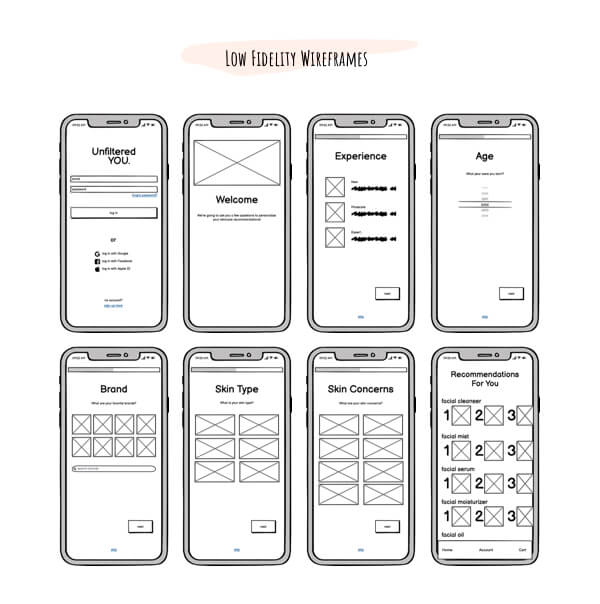 Low Fidelity Wireframes
Unfiltered
YOU.
email
password
forgot password?
log in
or
log in with Google
log in with Facebook
log in with Apple ID
no account?
sign up here
Welcome
We're going to ask you a few questions to personalize
your skincare recommendations!
Experience
New
Moderate
Expert
next
skip
Age
What year were you born?
next
skip
Brand
What are your favorite brands?
search brands
next
skip
Skin Type
What is your skin type?
next
skip
Skin Concerns
What are your skin concerns?
next
skip
Recommendations
For You
facial cleanser
1 2 3
facial mist
1 2 3
facial serum
1 2 3
facial moisturizer
1 2 3
facial oil
Home Account Cart